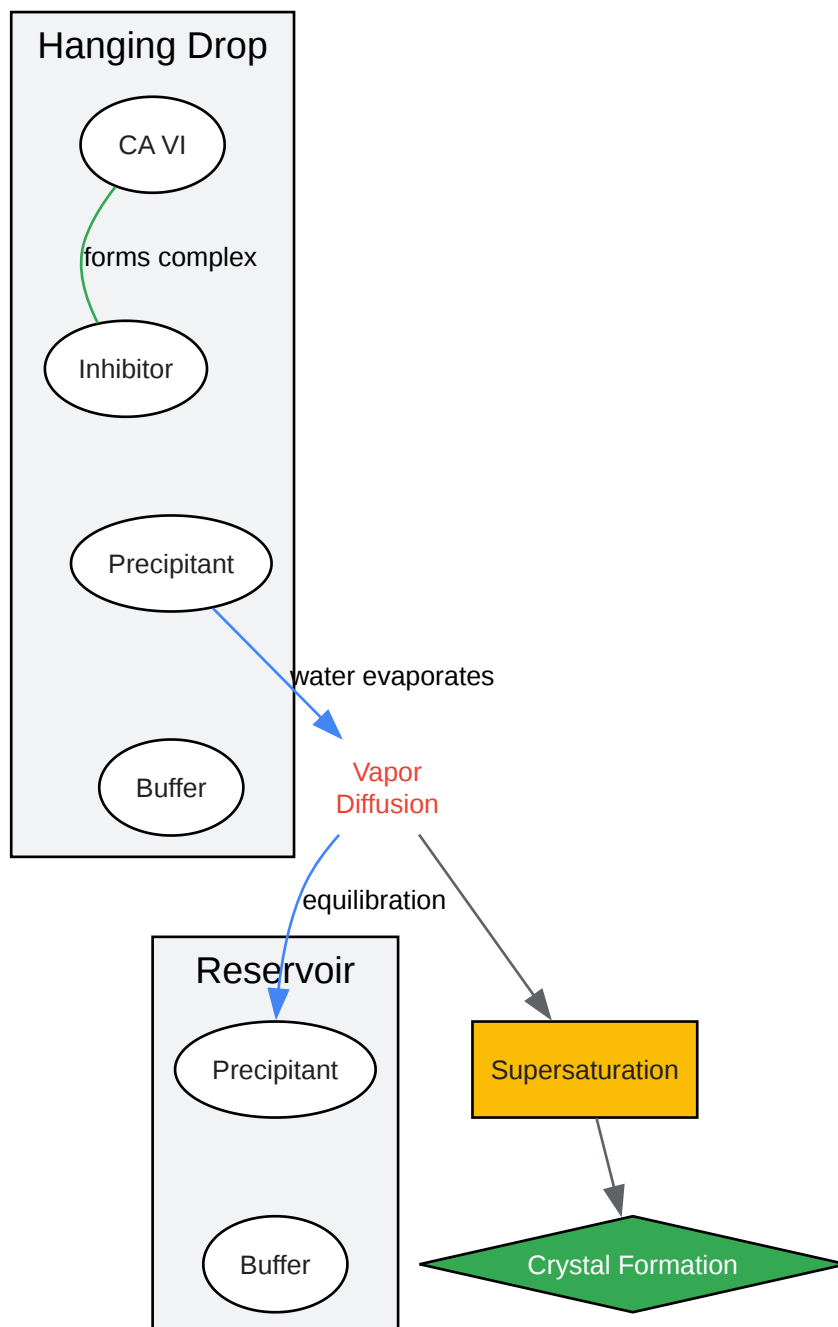 Hanging Drop
CA VI
forms complex
Inhibitor
Precipitant
water evaporates
Buffer
Vapor
Diffusion
equilibration
Reservoir
Precipitant
Supersaturation
Buffer
Crystal Formation